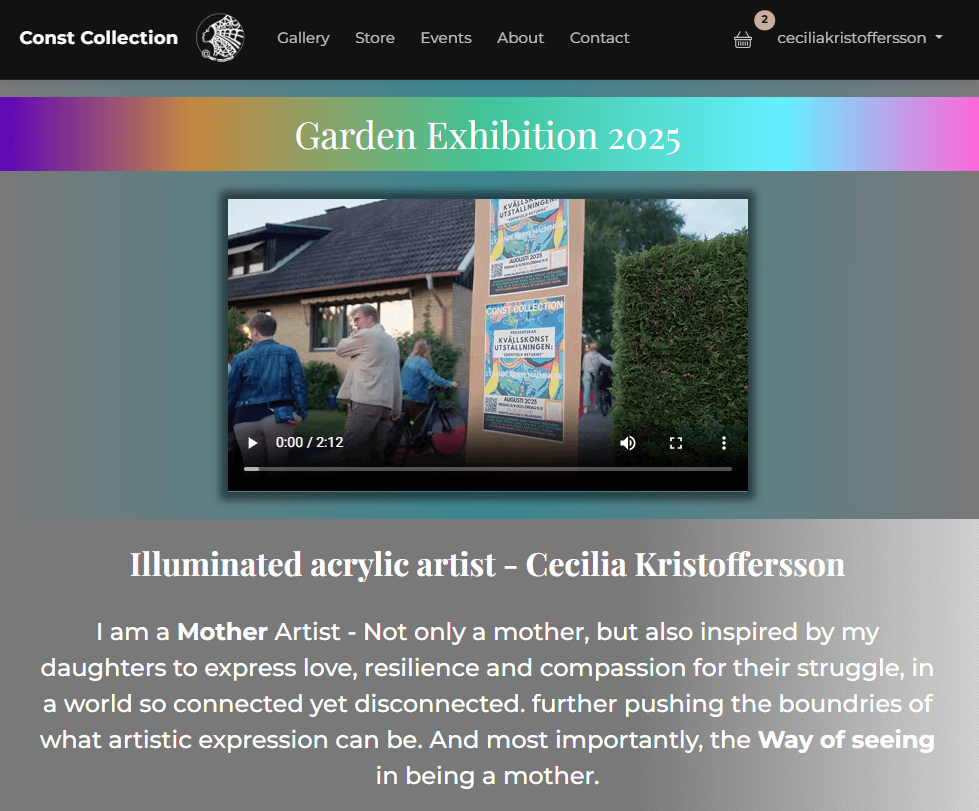 Const Collection
Gallery Store Events About Contact
2
ceciliakristoffersson
Garden Exhibition 2025
KVÄLLSKONST
UTSTÄLLNINGEN:
AUGUSTI 2025
CONST COLLECTION
PRESENTERAR
KVÄLLSKONST
UTSTÄLLNINGEN:
AUGUSTI 2025
0:00 / 2:12
Illuminated acrylic artist - Cecilia Kristoffersson
I am a Mother Artist - Not only a mother, but also inspired by my
daughters to express love, resilience and compassion for their struggle, in
a world so connected yet disconnected. further pushing the boundries of
what artistic expression can be. And most importantly, the Way of seeing
in being a mother.